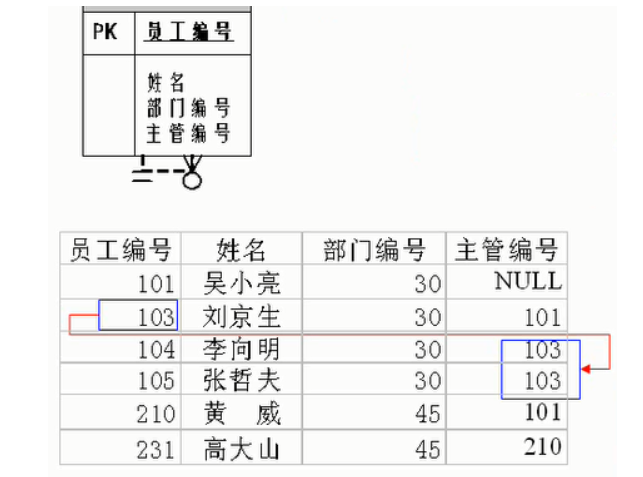 PK 员工编号
姓名
部门编号
主管编号
员工编号 姓名 部门编号 主管编号
101 吴小亮 30 NULL
103 刘京生 30 101
104 李向明 30 103
105 张哲夫 30 103
210 黄 威 45 101
231 高大山 45 210